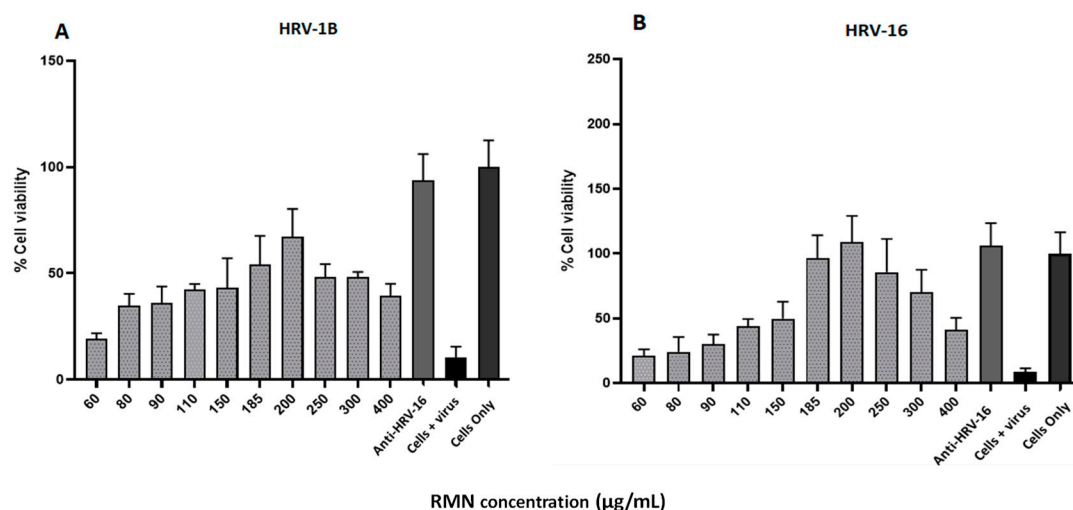 A
HRV-1B
% Cell viability
150
100
50
0
60
80
90
110
150
185
200
250
300
400
Anti-HRV-16
Cells + virus
Cells Only
B
HRV-16
% Cell viability
250
200
150
100
50
0
60
80
90
110
150
185
200
250
300
400
Anti-HRV-16
Cells + virus
Cells Only
RMN concentration (µg/mL)